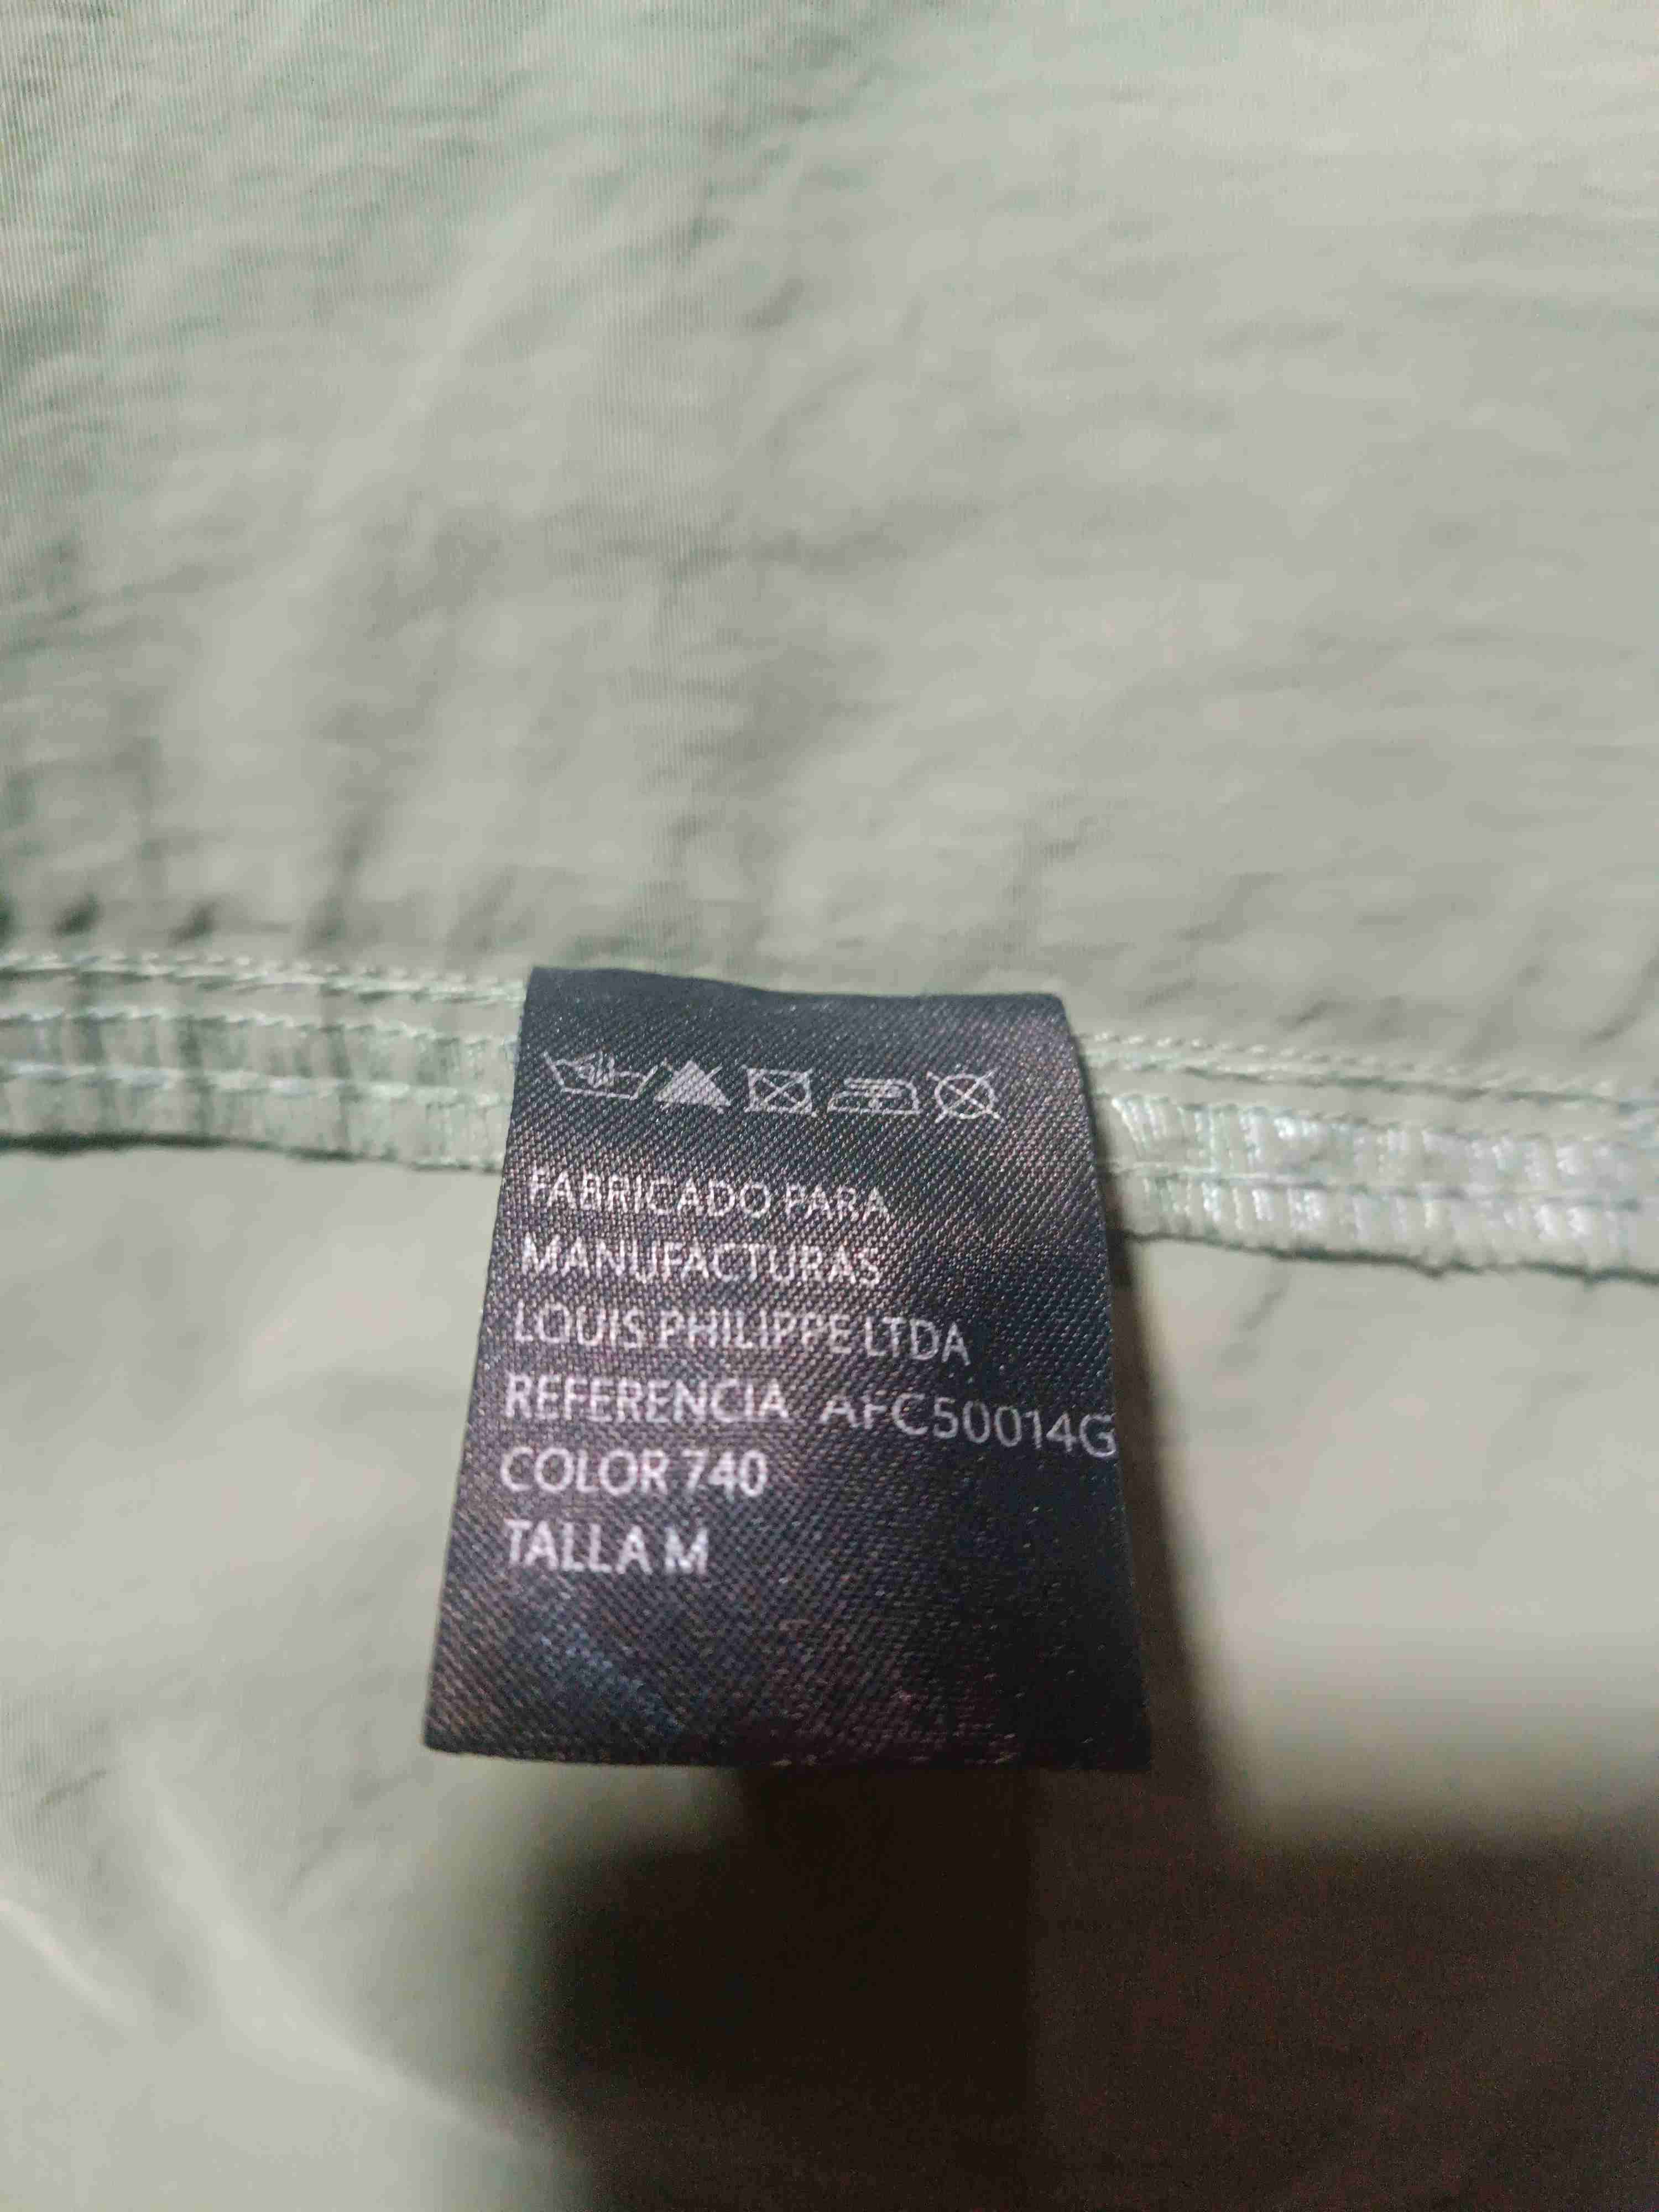 FABRICADO PARA
MANUFACTURAS
LOUIS PHILIPPE LTDA
REFERENCIA AFC50014G
COLOR 740
TALLA M